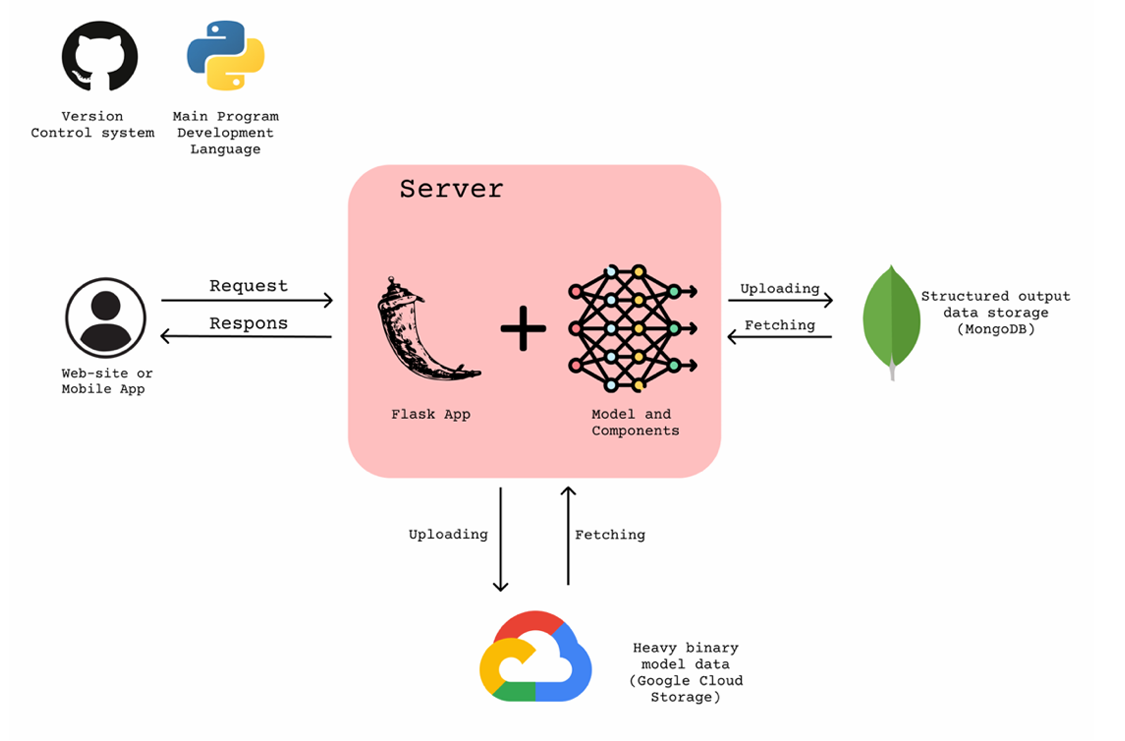 Version
Control system
Main Program
Development
Language
Server
Request
Respons
Web-site or
Mobile App
Flask App
Model and
Components
Uploading
Fetching
Structured output
data storage
(MongoDB)
Uploading
Fetching
Heavy binary
model data
(Google Cloud
Storage)